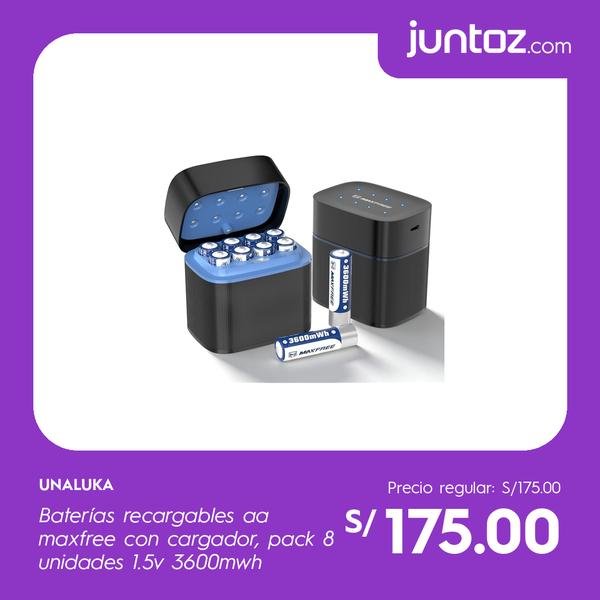 juntoz.com
MAXFREE
3600mWh
MAXFREE
3600mWh
MAXFREE
UNALUKA
Baterías recargables aa
maxfree con cargador, pack 8
unidades 1.5v 3600mwh
Precio regular: S/175.00
S/ 175.00